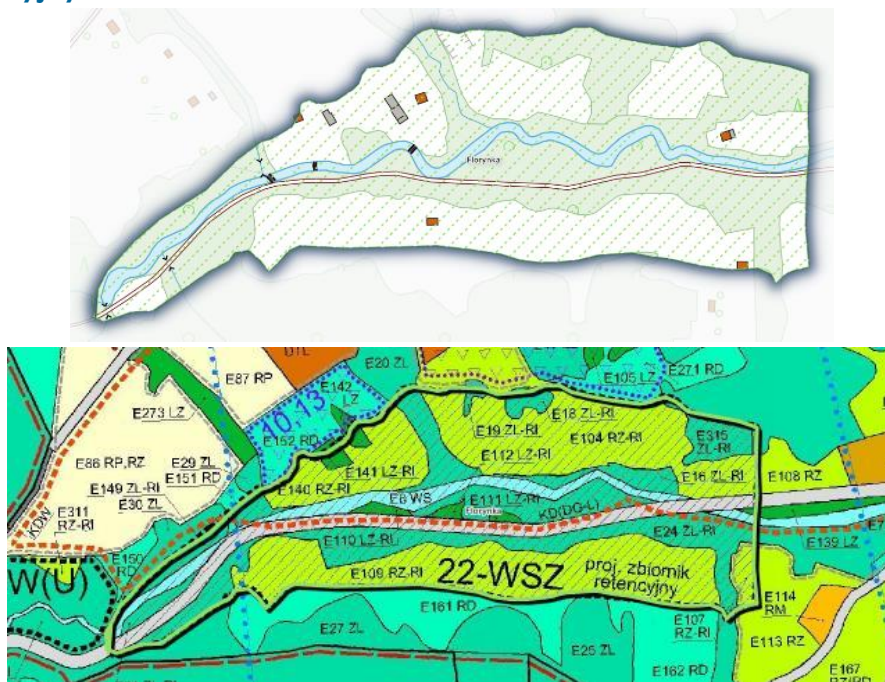 Florynka
E20 ZL
E87 RP
E142
LZ
E105 LZ
E27.1 RD
E273 LZ
10.13
E18 ZL-RI
E152 RD
E19 ZL-RI
E104 RZ-RI
E315
ZL-RI
E86 RP,RZ
E29 ZL
E151 RD
E141 LZ-RI
E112 LZ-RI
E149 ZL-RI
E30 ZL
E140 RZ-RI
E16 ZL-RI
E108 RZ
E6 WS
E111 LZ-RI
E311
RZ-RI
KDW
Florynka
KD(DG-L)
E110 LZ-RI
E24 ZL-RI
E139 LZ
E150
RD
W(U)
E109 RZ-RI
22-WSZ
proj. zbiornik
retencyjny
E114
RM
E161 RD
E107
RZ-RI
E27 ZL
E25 ZL
E113 RZ
E162 RD
E167